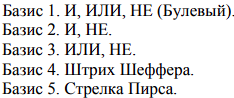 Базис 1. И, ИЛИ, НЕ (Булевый).
Базис 2. И, НЕ.
Базис 3. ИЛИ, НЕ.
Базис 4. Штрих Шеффера.
Базис 5. Стрелка Пирса.